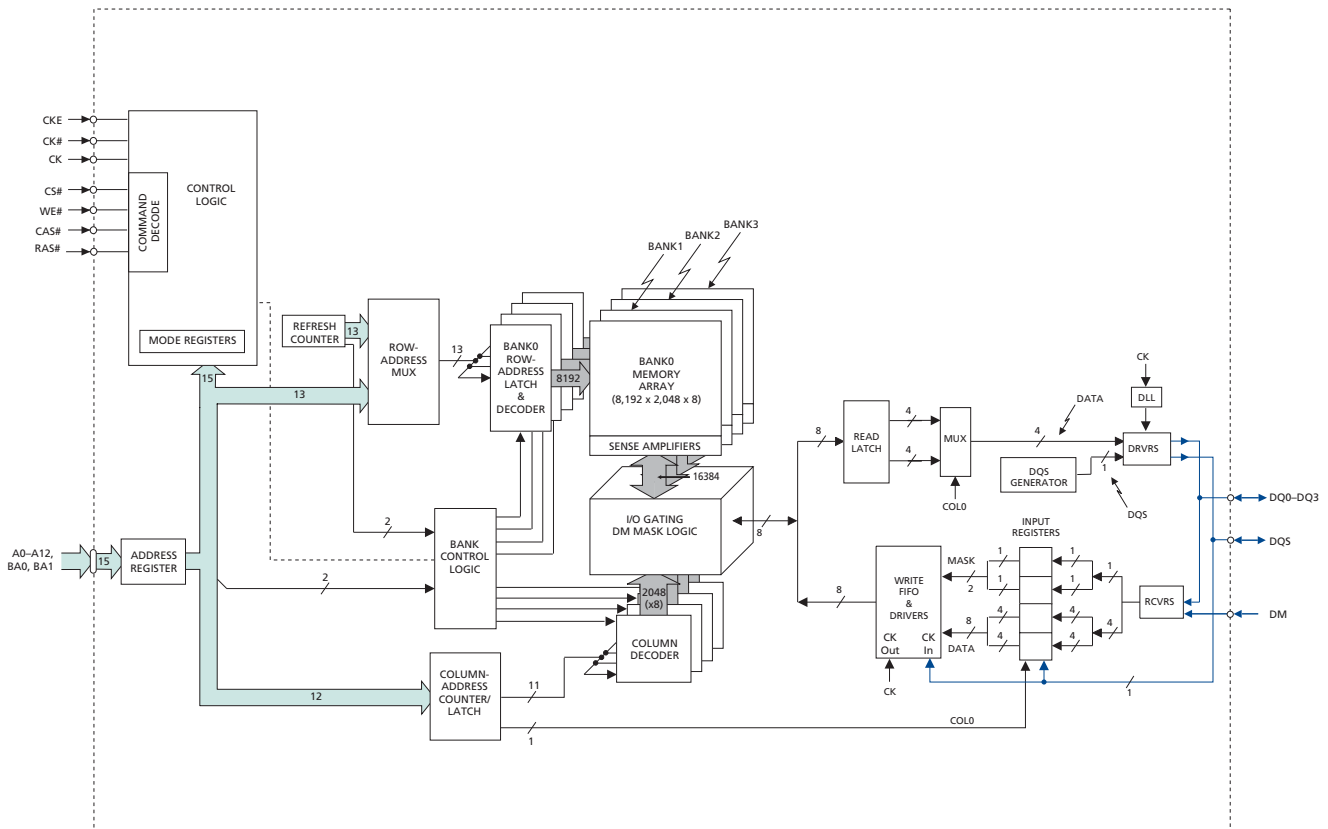 CKE
CK#
CK
CS#
WE#
CAS#
RAS#
COMMAND
DECODE
CONTROL
LOGIC
MODE REGISTERS
15
REFRESH
COUNTER
13
13
ROW-
ADDRESS
MUX
13
2
2
BANK0
ROW-
ADDRESS
LATCH
&
DECODER
8192
BANK1
BANK2
BANK3
BANK0
MEMORY
ARRAY
(8,192 x 2,048 x 8)
SENSE AMPLIFIERS
16384
I/O GATING
DM MASK LOGIC
8
BANK
CONTROL
LOGIC
2048
(x8)
COLUMN
DECODER
A0–A12,
BA0, BA1
15
ADDRESS
REGISTER
12
COLUMN-
ADDRESS
COUNTER/
LATCH
11
1
COL0
8
READ
LATCH
4
4
MUX
COL0
4
DATA
CK
DLL
DRVRS
DQS
GENERATOR
1
DQS
DQ0–DQ3
DQS
DM
INPUT
REGISTERS
8
WRITE
FIFO
&
DRIVERS
CK
Out
CK
In
CK
MASK
2
8
DATA
1
1
4
4
1
1
4
4
1
4
RCVRS
1